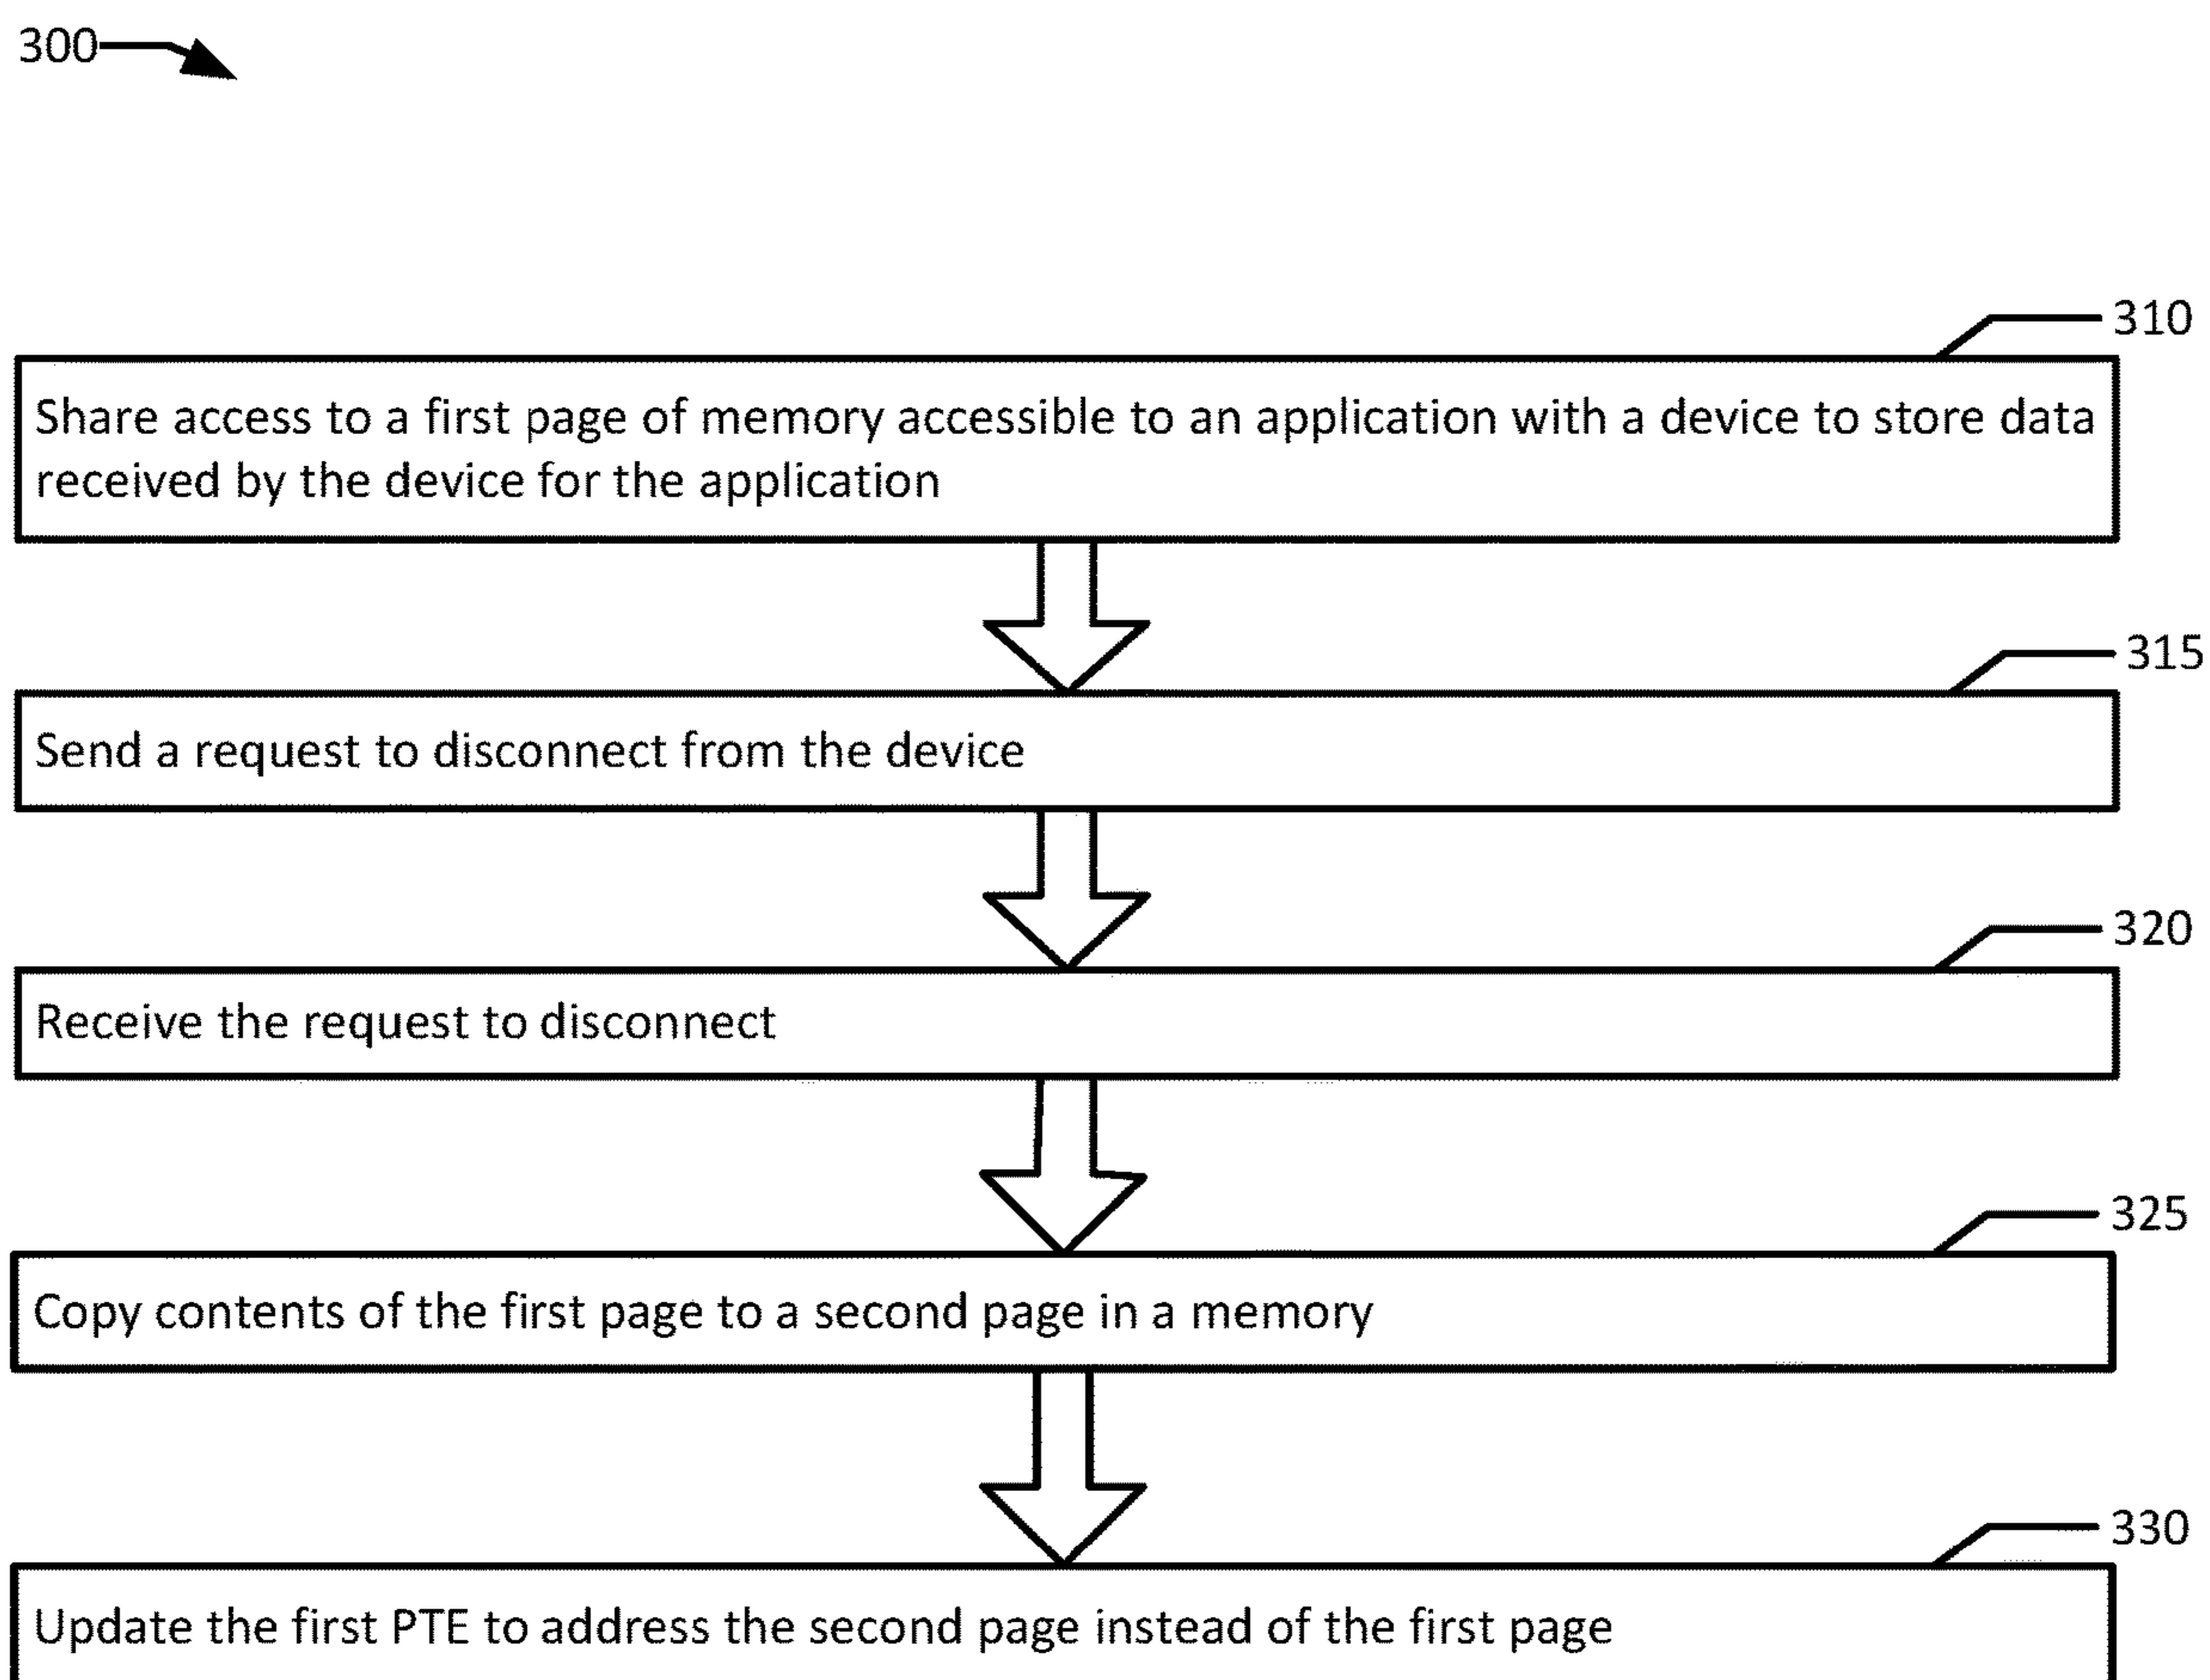 300
310
Share access to a first page of memory accessible to an application with a device to store data
received by the device for the application
315
Send a request to disconnect from the device
320
Receive the request to disconnect
325
Copy contents of the first page to a second page in a memory
330
Update the first PTE to address the second page instead of the first page